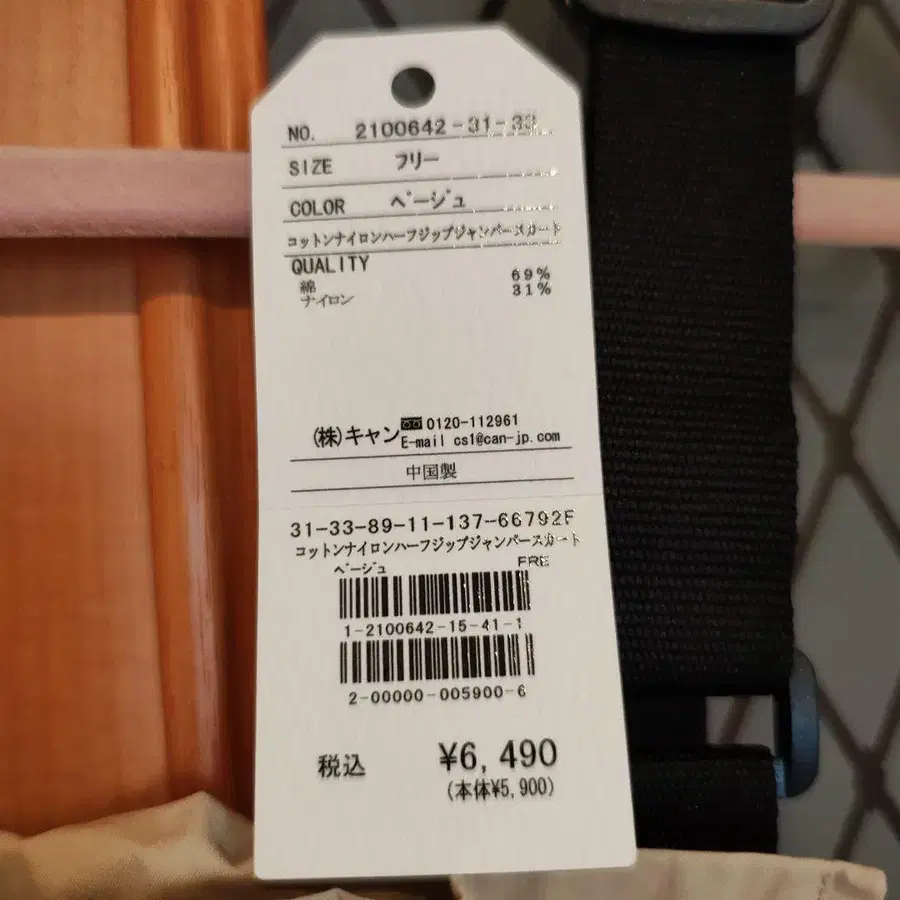 NO. 2100642-31-33
SIZE フリー
COLOR ベージュ
コットンナイロンハーフジップジャンパースカート
QUALITY
綿 69%
ナイロン 31%
(株)キャン 0120-112961
E-mail cs1@can-jp.com
中国製
31-33-89-11-137-66792F
コットンナイロンハーフジップジャンパースカート
ベージュ FRE
1-2100642-15-41-1
2-00000-005900-6
税込 ¥6,490
(本体¥5,900)